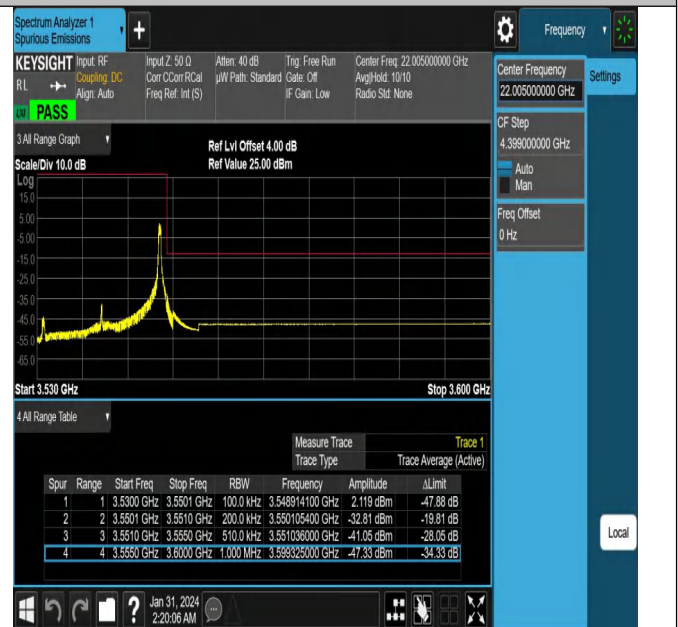 Spectrum Analyzer 1
Spurious Emissions
Frequency
KEYSIGHT Input: RF Input Z: 50 Ω Atten: 40 dB Trig: Free Run Center Freq: 22.005000000 GHz
RL Coupling: DC Corr CCorr RCal µW Path: Standard Gate: Off Avg|Hold: 10/10
Align: Auto Freq Ref: Int (S) IF Gain: Low Radio Std: None
LXI PASS
Center Frequency
22.005000000 GHz
Settings
CF Step
4.399000000 GHz
Auto
Man
Freq Offset
0 Hz
3 All Range Graph
Ref Lvl Offset 4.00 dB
Scale/Div 10.0 dB Ref Value 25.00 dBm
Log
15.0
5.00
-5.00
-15.0
-25.0
-35.0
-45.0
-55.0
-65.0
Start 3.530 GHz Stop 3.600 GHz
4 All Range Table
Measure Trace Trace 1
Trace Type Trace Average (Active)
Spur Range Start Freq Stop Freq RBW Frequency Amplitude ΔLimit
1 1 3.5300 GHz 3.5501 GHz 100.0 kHz 3.548914100 GHz 2.119 dBm -47.88 dB
2 2 3.5501 GHz 3.5510 GHz 200.0 kHz 3.550105400 GHz -32.81 dBm -19.81 dB
3 3 3.5510 GHz 3.5550 GHz 510.0 kHz 3.551036000 GHz -41.05 dBm -28.05 dB
4 4 3.5550 GHz 3.6000 GHz 1.000 MHz 3.599325000 GHz -47.33 dBm -34.33 dB
Local
Jan 31, 2024
2:20:06 AM